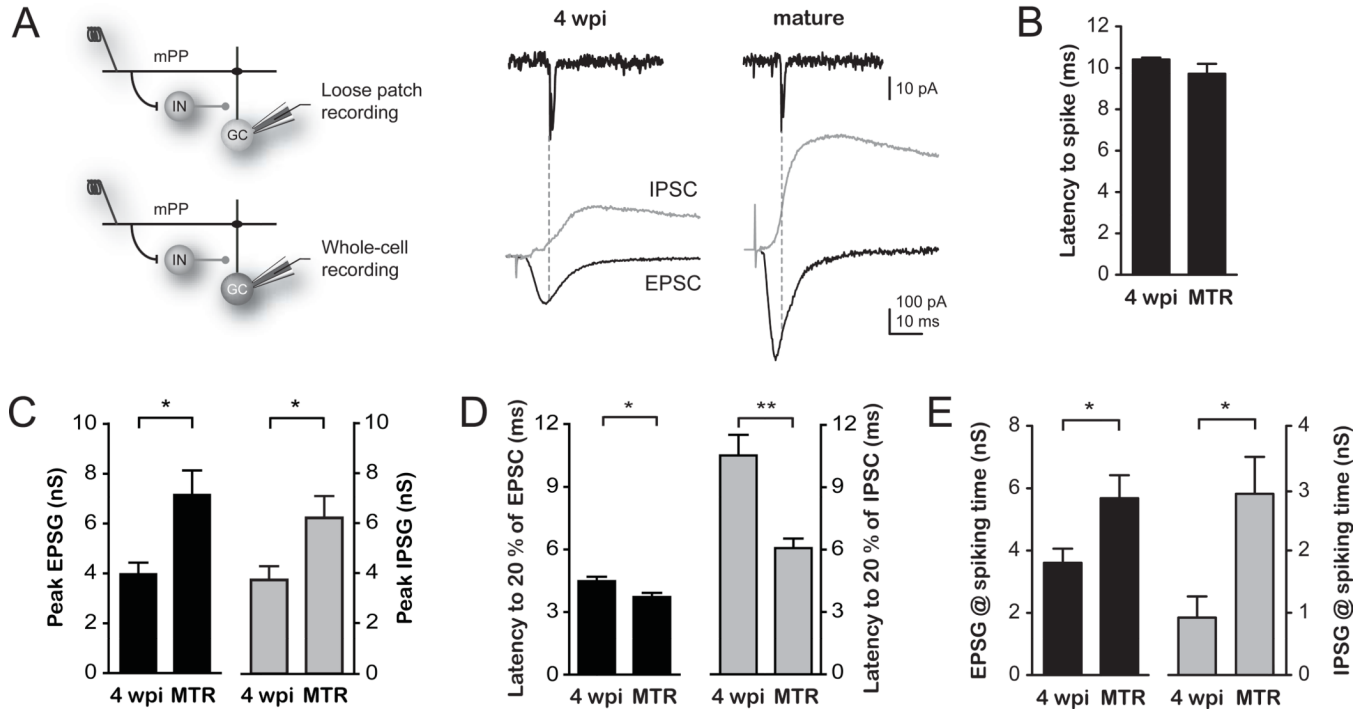 A
mPP
IN
GC
Loose patch
recording
mPP
IN
GC
Whole-cell
recording
4 wpi
mature
10 pA
IPSC
EPSC
100 pA
10 ms
B
Latency to spike (ms)
12
10
8
6
4
2
0
4 wpi MTR
C
Peak EPSG (nS)
10
8
6
4
2
0
*
*
4 wpi MTR
4 wpi MTR
10
8
6
4
2
0
Peak IPSG (nS)
D
Latency to 20 % of EPSC (ms)
12
9
6
3
0
*
**
4 wpi MTR
4 wpi MTR
12
9
6
3
0
Latency to 20 % of IPSC (ms)
E
EPSG @ spiking time (nS)
8
6
4
2
0
*
*
4 wpi MTR
4 wpi MTR
4
3
2
1
0
IPSG @ spiking time (nS)